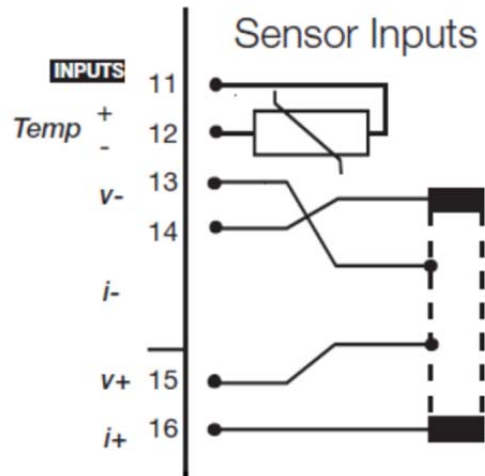 Sensor Inputs
INPUTS 11
Temp +
- 12
v- 13
14
i-
v+ 15
i+ 16